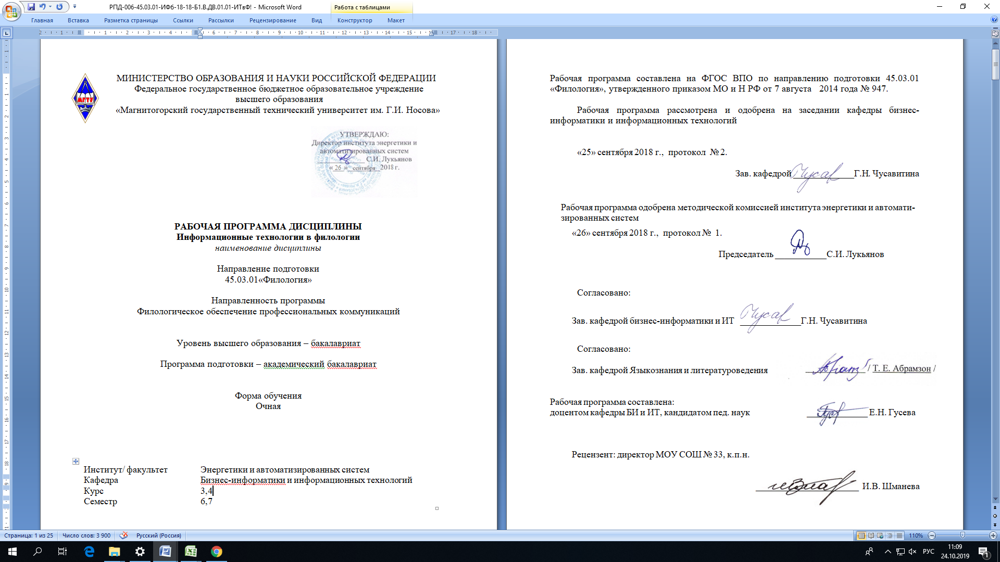 РПД-006-45.03.01-ИФб-18-18-Б1.В.ДВ.01.01-ИТвФ! - Microsoft Word
Работа с таблицами
Главная Вставка Разметка страницы Ссылки Рассылки Рецензирование Вид Конструктор Макет
МГТУ
МИНИСТЕРСТВО ОБРАЗОВАНИЯ И НАУКИ РОССИЙСКОЙ ФЕДЕРАЦИИ
Федеральное государственное бюджетное образовательное учреждение
высшего образования
«Магнитогорский государственный технический университет им. Г.И. Носова»
УТВЕРЖДАЮ:
Директор института энергетики и
автоматизированных систем
С.И. Лукьянов
« 26 » сентября 2018 г.
РАБОЧАЯ ПРОГРАММА ДИСЦИПЛИНЫ
Информационные технологии в филологии
наименование дисциплины
Направление подготовки
45.03.01«Филология»
Направленность программы
Филологическое обеспечение профессиональных коммуникаций
Уровень высшего образования – бакалавриат
Программа подготовки – академический бакалавриат
Форма обучения
Очная
Институт/ факультет Энергетики и автоматизированных систем
Кафедра Бизнес-информатики и информационных технологий
Курс 3,4
Семестр 6,7
Рабочая программа составлена на ФГОС ВПО по направлению подготовки 45.03.01
«Филология», утвержденного приказом МО и Н РФ от 7 августа 2014 года № 947.
Рабочая программа рассмотрена и одобрена на заседании кафедры бизнес-
информатики и информационных технологий
«25» сентября 2018 г., протокол № 2.
Зав. кафедрой Г.Н. Чусавитина
Рабочая программа одобрена методической комиссией института энергетики и автомати-
зированных систем
«26» сентября 2018 г., протокол № 1.
Председатель С.И. Лукьянов
Согласовано:
Зав. кафедрой бизнес-информатики и ИТ Г.Н. Чусавитина
Согласовано:
Зав. кафедрой Языкознания и литературоведения / Т. Е. Абрамзон /
Рабочая программа составлена:
доцентом кафедры БИ и ИТ, кандидатом пед. наук Е.Н. Гусева
Рецензент: директор МОУ СОШ № 33, к.п.н.
И.В. Шманева
Страница: 1 из 25 Число слов: 3 900 Русский (Россия) 110%
РУС 11:09
24.10.2019 1